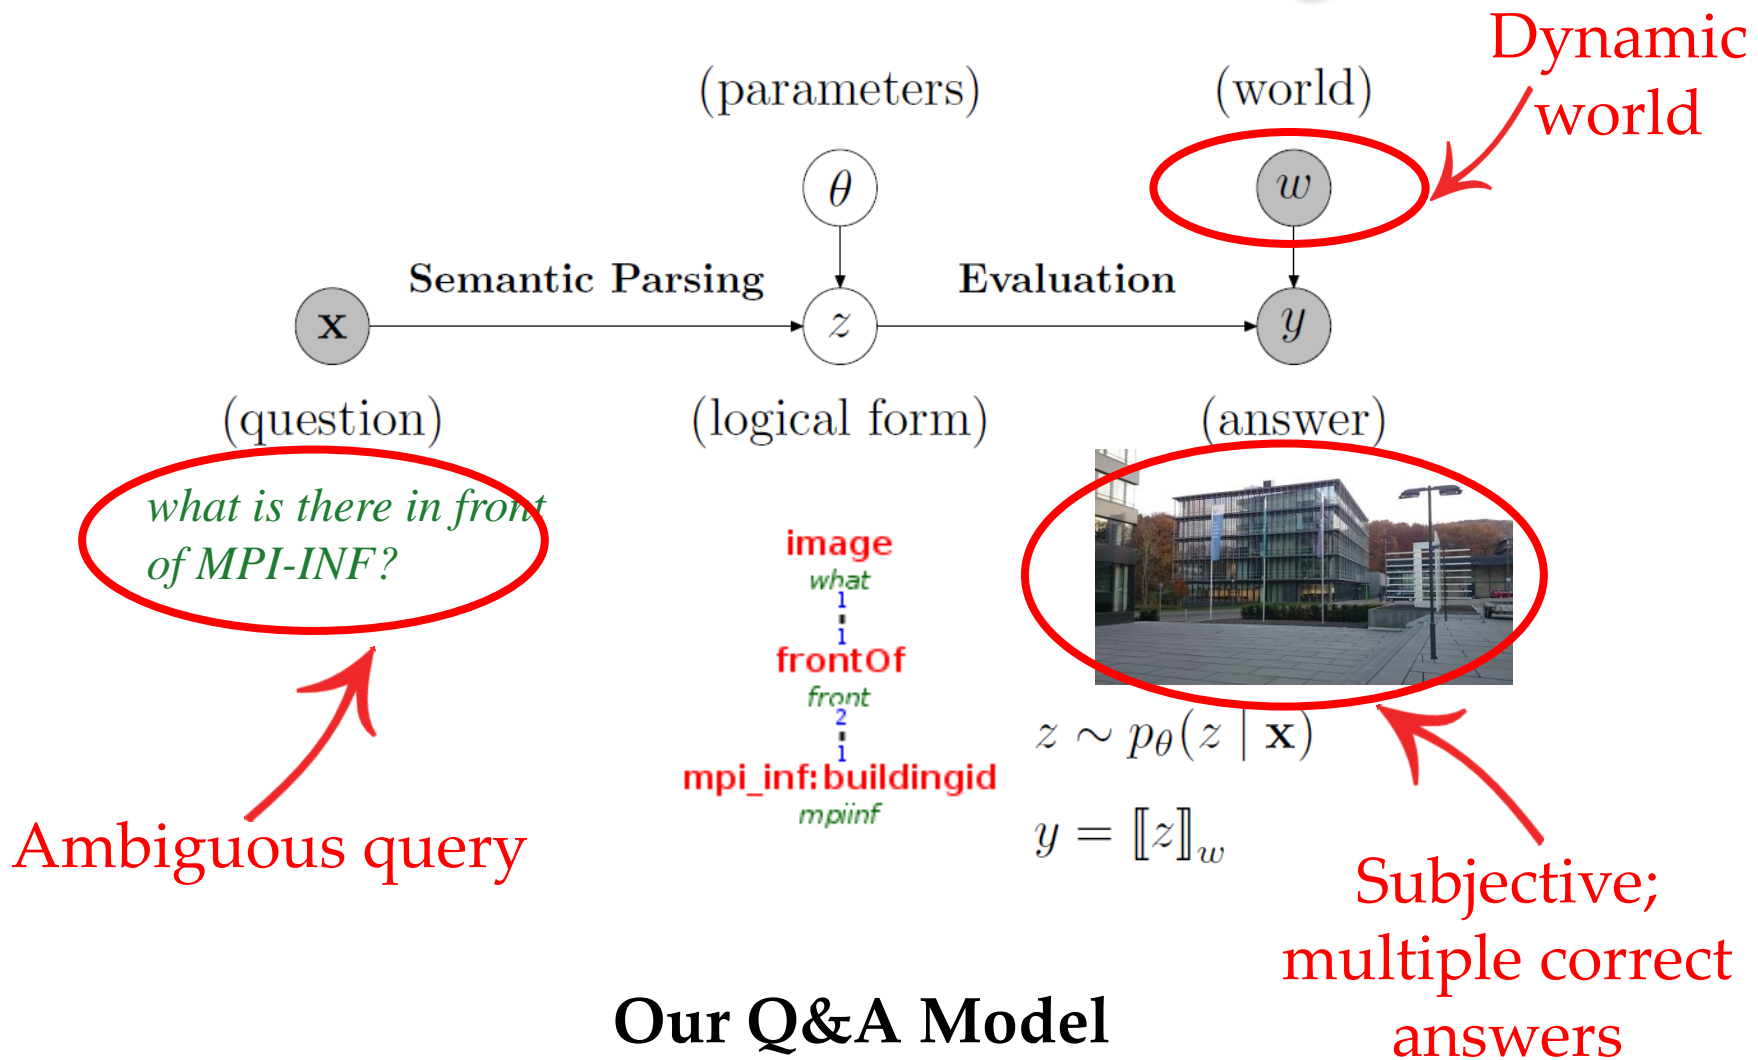 Dynamic
world
(parameters)
(world)
θ
w
Semantic Parsing
Evaluation
x
z
y
(question)
(logical form)
(answer)
what is there in front
of MPI-INF?
image
what
1
1
frontOf
front
2
1
mpi_inf:buildingid
mpiinf
z ∼ pθ(z | x)
y = ⟦z⟧w
Ambiguous query
Subjective;
multiple correct
answers
Our Q&A Model